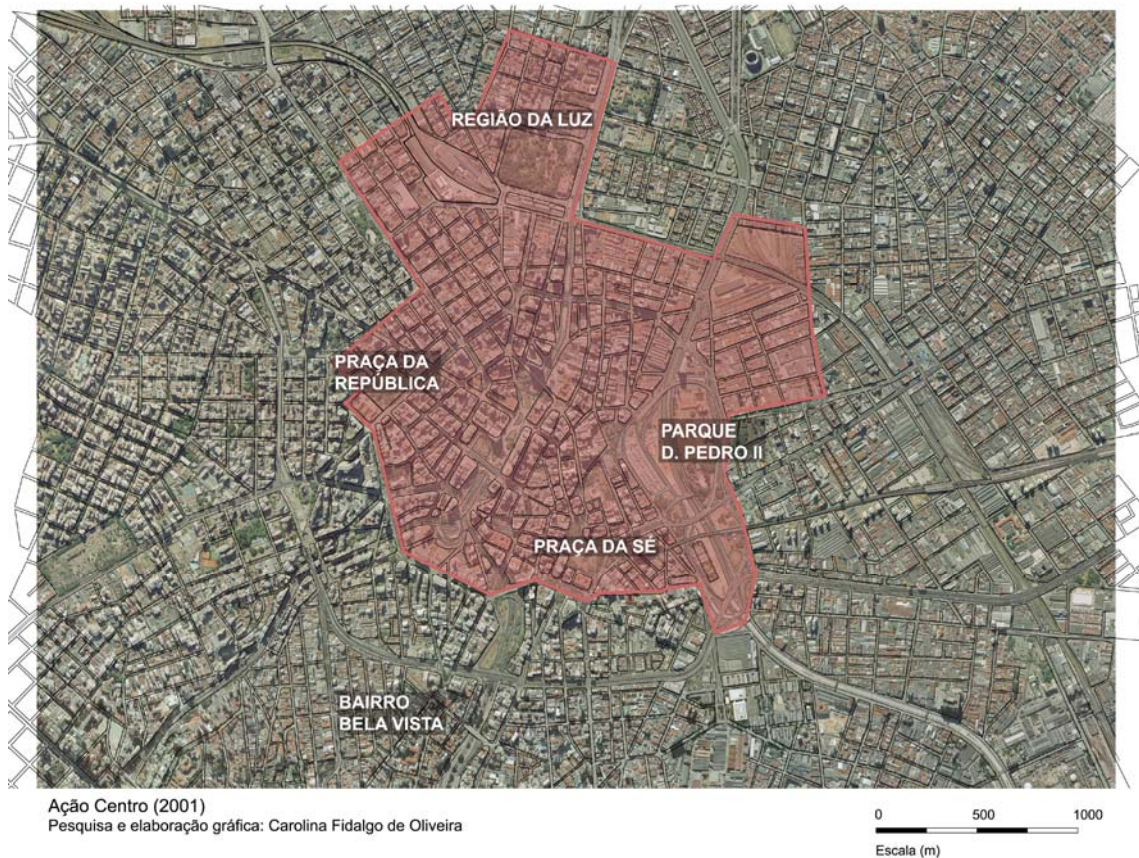 REGIÃO DA LUZ
PRAÇA DA
REPÚBLICA
PARQUE
D. PEDRO II
PRAÇA DA SÉ
BAIRRO
BELA VISTA
Ação Centro (2001)
Pesquisa e elaboração gráfica: Carolina Fidalgo de Oliveira
0 500 1000
Escala (m)